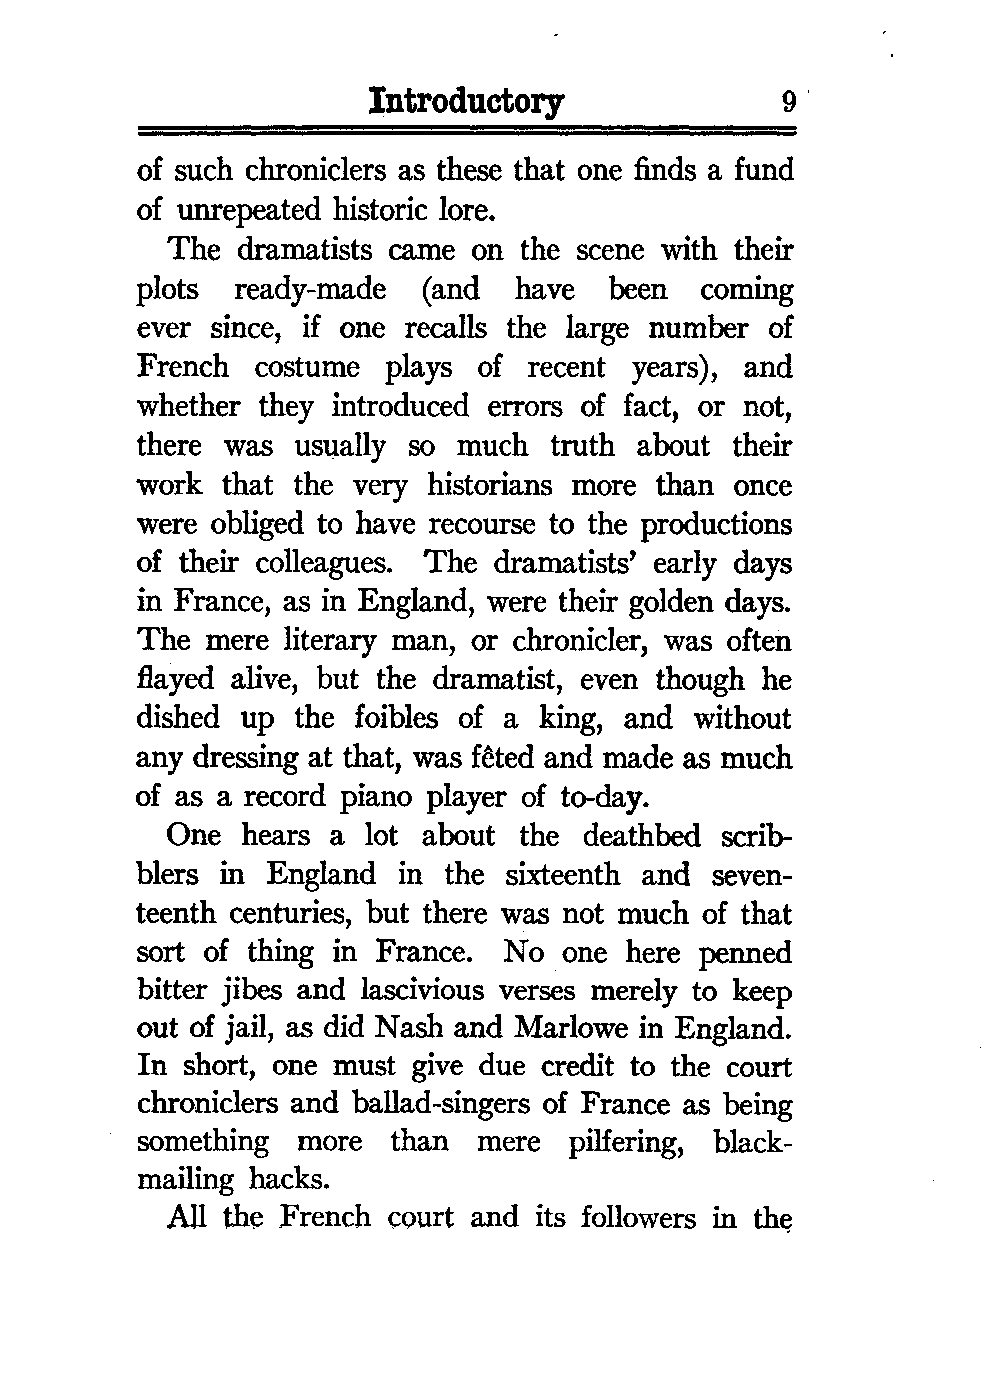 Introductory 9
of such chroniclers as these that one finds a fund
of unrepeated historic lore.
The dramatists came on the scene with their
plots ready-made (and have been coming
ever since, if one recalls the large number of
French costume plays of recent years), and
whether they introduced errors of fact, or not,
there was usually so much truth about their
work that the very historians more than once
were obliged to have recourse to the productions
of their colleagues. The dramatists' early days
in France, as in England, were their golden days.
The mere literary man, or chronicler, was often
flayed alive, but the dramatist, even though he
dished up the foibles of a king, and without
any dressing at that, was fêted and made as much
of as a record piano player of to-day.
One hears a lot about the deathbed scrib-
blers in England in the sixteenth and seven-
teenth centuries, but there was not much of that
sort of thing in France. No one here penned
bitter jibes and lascivious verses merely to keep
out of jail, as did Nash and Marlowe in England.
In short, one must give due credit to the court
chroniclers and ballad-singers of France as being
something more than mere pilfering, black-
mailing hacks.
All the French court and its followers in the